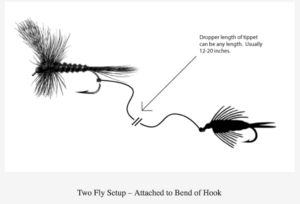 Dropper length of tippet
can be any length.  Usually
12-20 inches.
Two Fly Setup – Attached to Bend of Hook